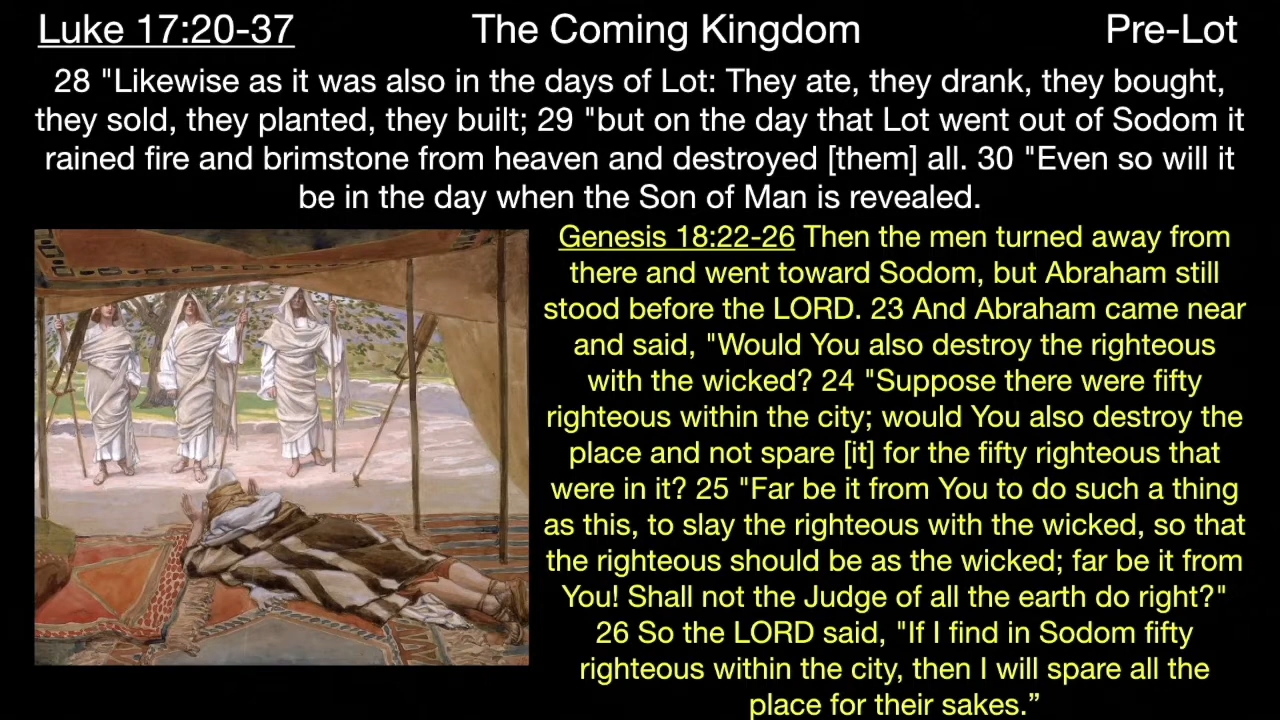 Luke 17:20-37 The Coming Kingdom Pre-Lot
28 "Likewise as it was also in the days of Lot: They ate, they drank, they bought,
they sold, they planted, they built; 29 "but on the day that Lot went out of Sodom it
rained fire and brimstone from heaven and destroyed [them] all. 30 "Even so will it
be in the day when the Son of Man is revealed.
Genesis 18:22-26 Then the men turned away from
there and went toward Sodom, but Abraham still
stood before the LORD. 23 And Abraham came near
and said, "Would You also destroy the righteous
with the wicked? 24 "Suppose there were fifty
righteous within the city; would You also destroy the
place and not spare [it] for the fifty righteous that
were in it? 25 "Far be it from You to do such a thing
as this, to slay the righteous with the wicked, so that
the righteous should be as the wicked; far be it from
You! Shall not the Judge of all the earth do right?"
26 So the LORD said, "If I find in Sodom fifty
righteous within the city, then I will spare all the
place for their sakes.”